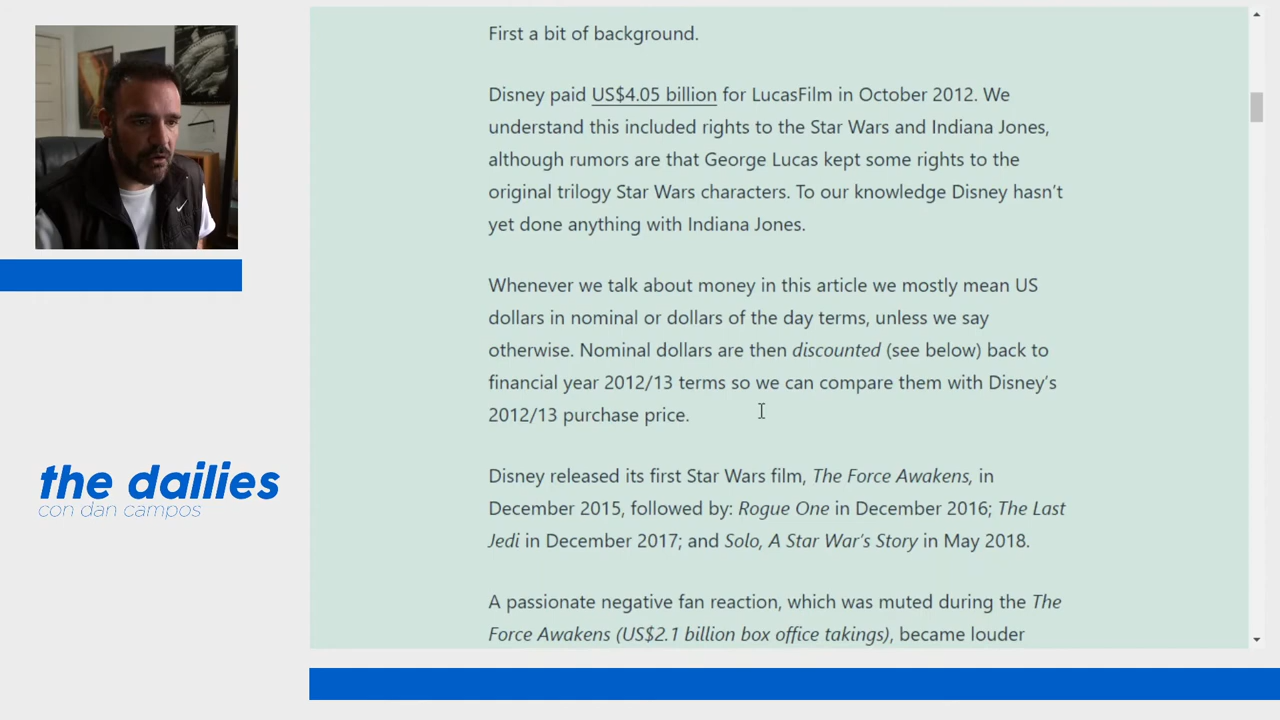 First a bit of background.
Disney paid US$4.05 billion for LucasFilm in October 2012. We
understand this included rights to the Star Wars and Indiana Jones,
although rumors are that George Lucas kept some rights to the
original trilogy Star Wars characters. To our knowledge Disney hasn’t
yet done anything with Indiana Jones.
Whenever we talk about money in this article we mostly mean US
dollars in nominal or dollars of the day terms, unless we say
otherwise. Nominal dollars are then discounted (see below) back to
financial year 2012/13 terms so we can compare them with Disney’s
2012/13 purchase price.
Disney released its first Star Wars film, The Force Awakens, in
December 2015, followed by: Rogue One in December 2016; The Last
Jedi in December 2017; and Solo, A Star War’s Story in May 2018.
A passionate negative fan reaction, which was muted during the The
Force Awakens (US$2.1 billion box office takings), became louder
the dailies
con dan campos